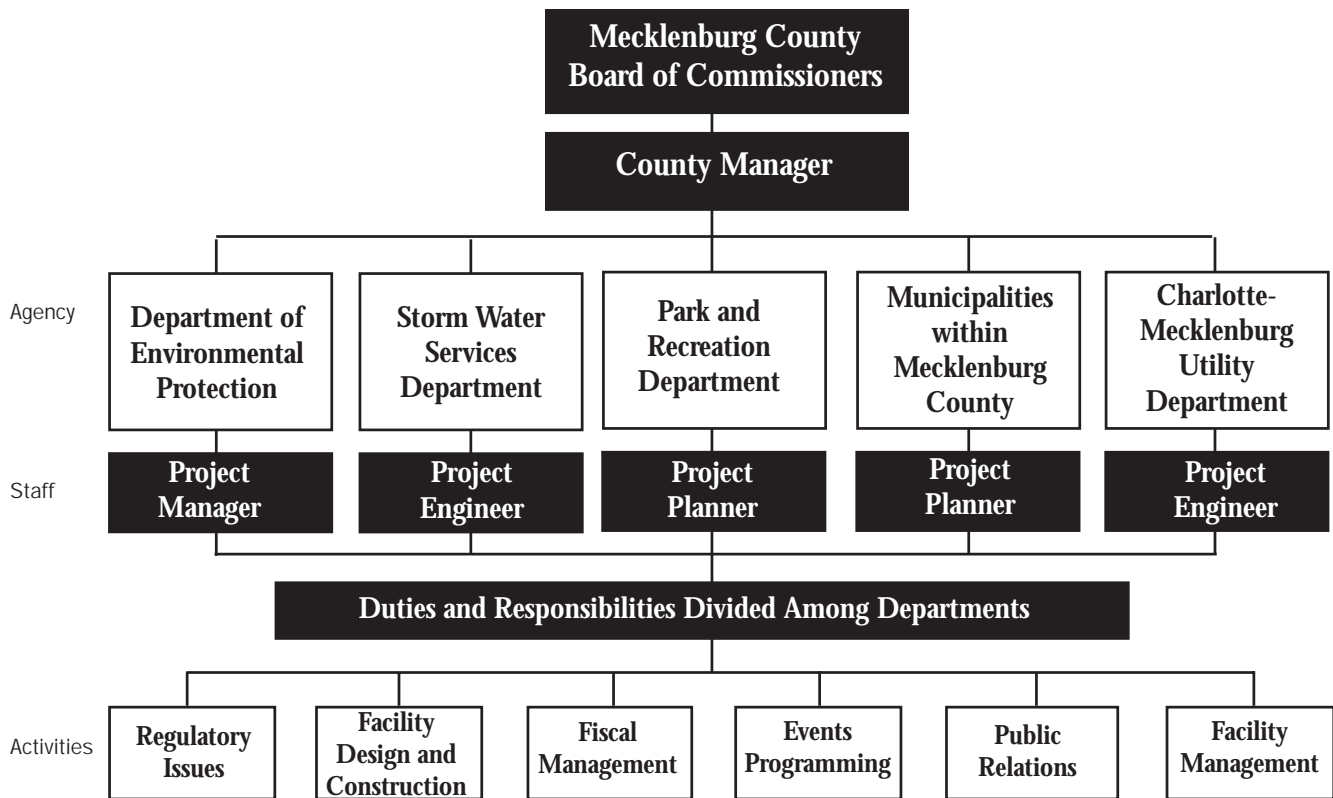 Mecklenburg County
Board of Commissioners
County Manager
Agency
Department of
Environmental
Protection
Storm Water
Services
Department
Park and
Recreation
Department
Municipalities
within
Mecklenburg
County
Charlotte-
Mecklenburg
Utility
Department
Staff
Project
Manager
Project
Engineer
Project
Planner
Project
Planner
Project
Engineer
Duties and Responsibilities Divided Among Departments
Activities
Regulatory
Issues
Facility
Design and
Construction
Fiscal
Management
Events
Programming
Public
Relations
Facility
Management